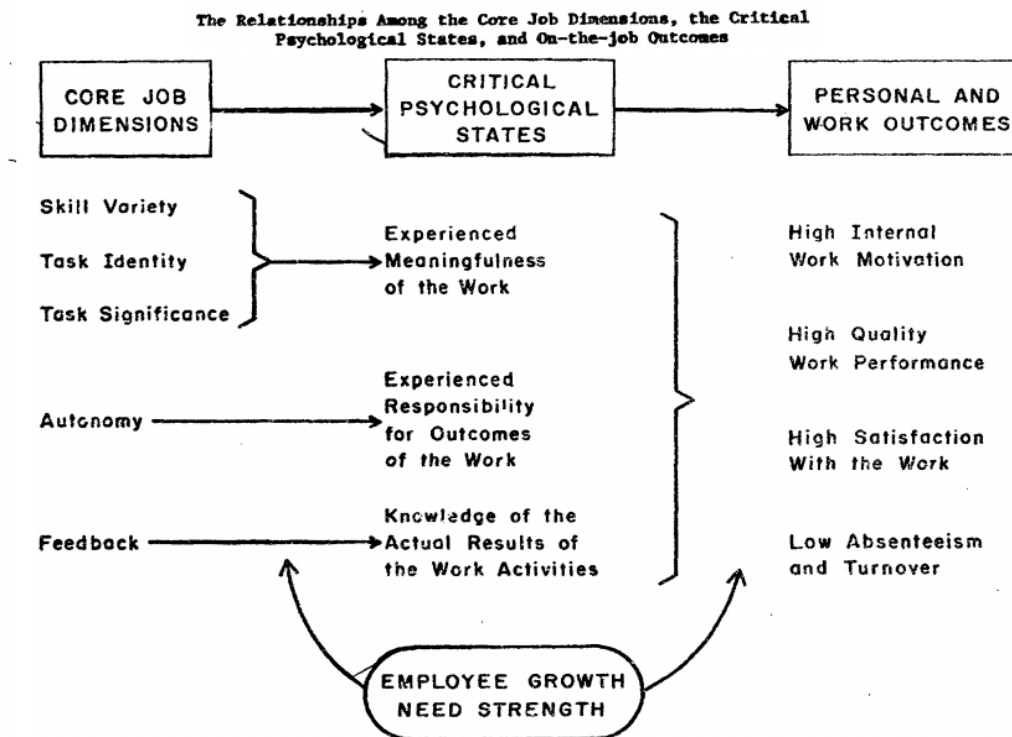 The Relationships Among the Core Job Dimensions, the Critical
Psychological States, and On-the-job Outcomes
CORE JOB
DIMENSIONS
CRITICAL
PSYCHOLOGICAL
STATES
PERSONAL AND
WORK OUTCOMES
Skill Variety
Task Identity
Task Significance
Experienced
Meaningfulness
of the Work
Autonomy
Experienced
Responsibility
for Outcomes
of the Work
Feedback
Knowledge of the
Actual Results of
the Work Activities
High Internal
Work Motivation
High Quality
Work Performance
High Satisfaction
With the Work
Low Absenteeism
and Turnover
EMPLOYEE GROWTH
NEED STRENGTH